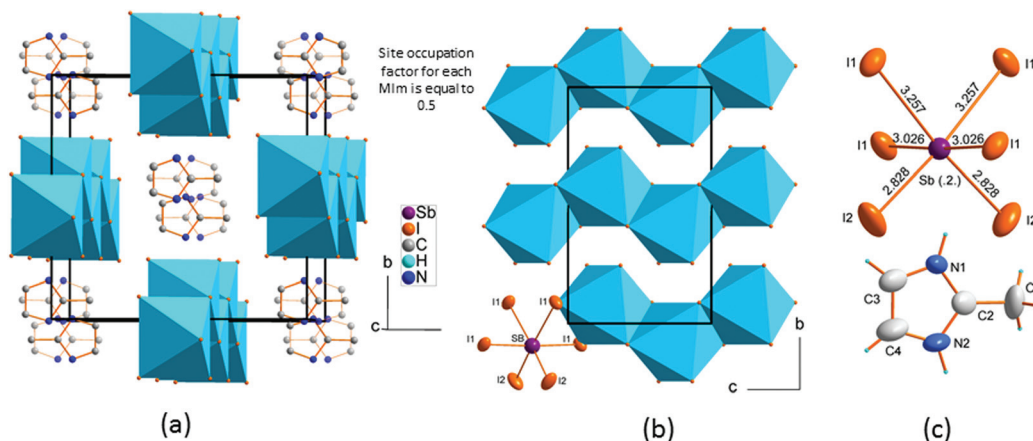 Site occupation
factor for each
MIm is equal to
0.5
Sb
I
C
H
N
b
c
(a)
I1
I1
SB
I1
I1
I2
I2
b
c
(b)
I1
I1
3.257
3.257
I1
3.026
3.026
I1
Sb (.2.)
2.828
2.828
I2
I2
N1
C3
C2
C
C4
N2
(c)